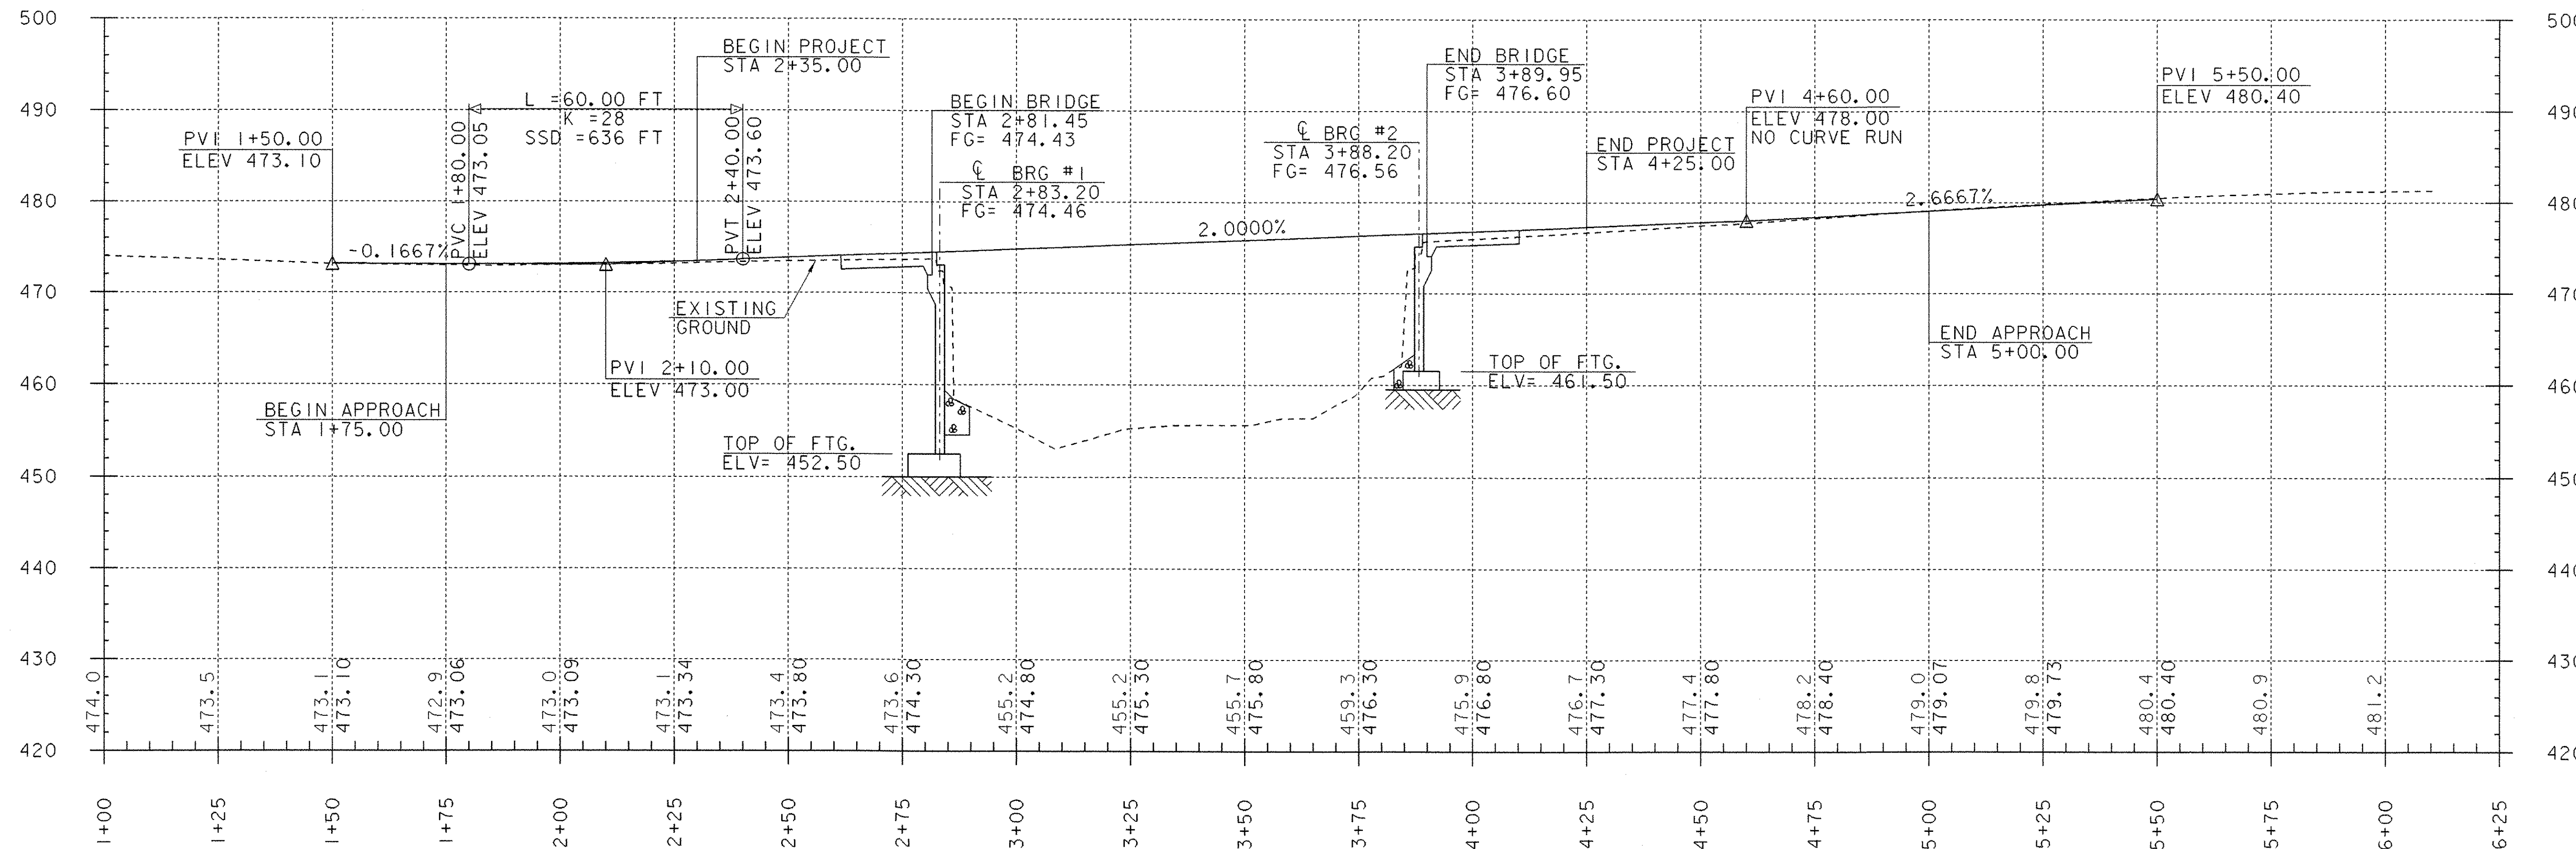 500
490
480
470
460
450
440
430
420
BEGIN PROJECT
STA 2+35.00
L =60.00 FT
K =28
SSD =636 FT
PVI 1+50.00
ELEV 473.10
PVC 1+80.00
ELEV 473.05
PVT 2+40.00
ELEV 473.60
BEGIN BRIDGE
STA 2+81.45
FG= 474.43
℄ BRG #1
STA 2+83.20
FG= 474.46
END BRIDGE
STA 3+89.95
FG= 476.60
℄ BRG #2
STA 3+88.20
FG= 476.56
END PROJECT
STA 4+25.00
PVI 4+60.00
ELEV 478.00
NO CURVE RUN
PVI 5+50.00
ELEV 480.40
-0.1667%
2.0000%
2.6667%
EXISTING
GROUND
PVI 2+10.00
ELEV 473.00
BEGIN APPROACH
STA 1+75.00
TOP OF FTG.
ELV= 452.50
TOP OF FTG.
ELV= 461.50
END APPROACH
STA 5+00.00
474.0
473.5
473.1
473.10
472.9
473.06
473.0
473.09
473.1
473.34
473.4
473.80
473.6
474.30
455.2
474.80
455.2
475.30
455.7
475.80
459.3
476.30
475.9
476.80
476.7
477.30
477.4
477.80
478.2
478.40
479.0
479.07
479.8
479.73
480.4
480.40
480.9
481.2
1+00
1+25
1+50
1+75
2+00
2+25
2+50
2+75
3+00
3+25
3+50
3+75
4+00
4+25
4+50
4+75
5+00
5+25
5+50
5+75
6+00
6+25